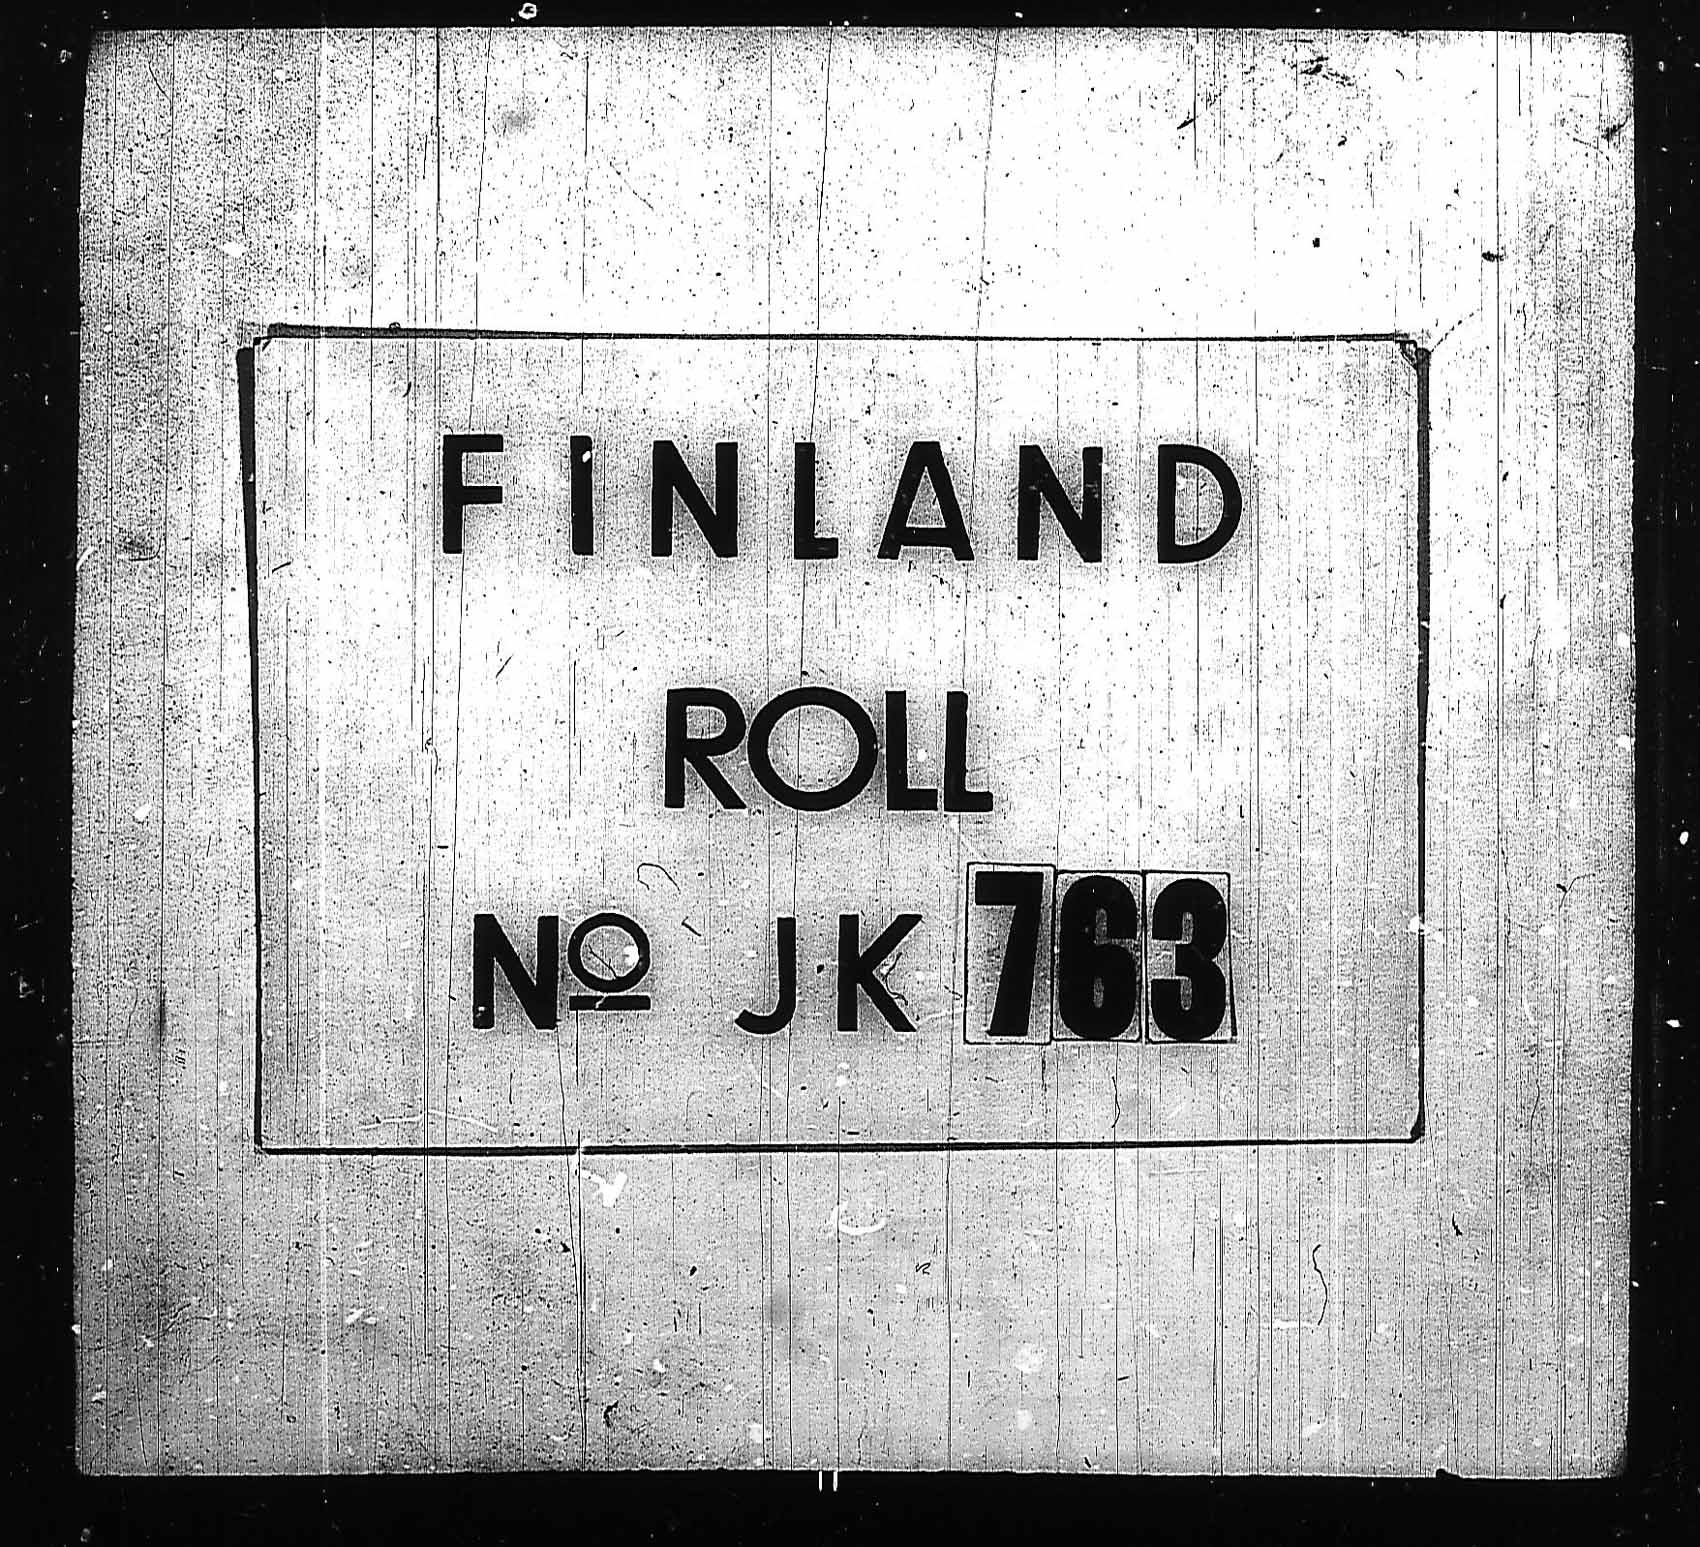 FINLAND
ROLL
Nº JK 763